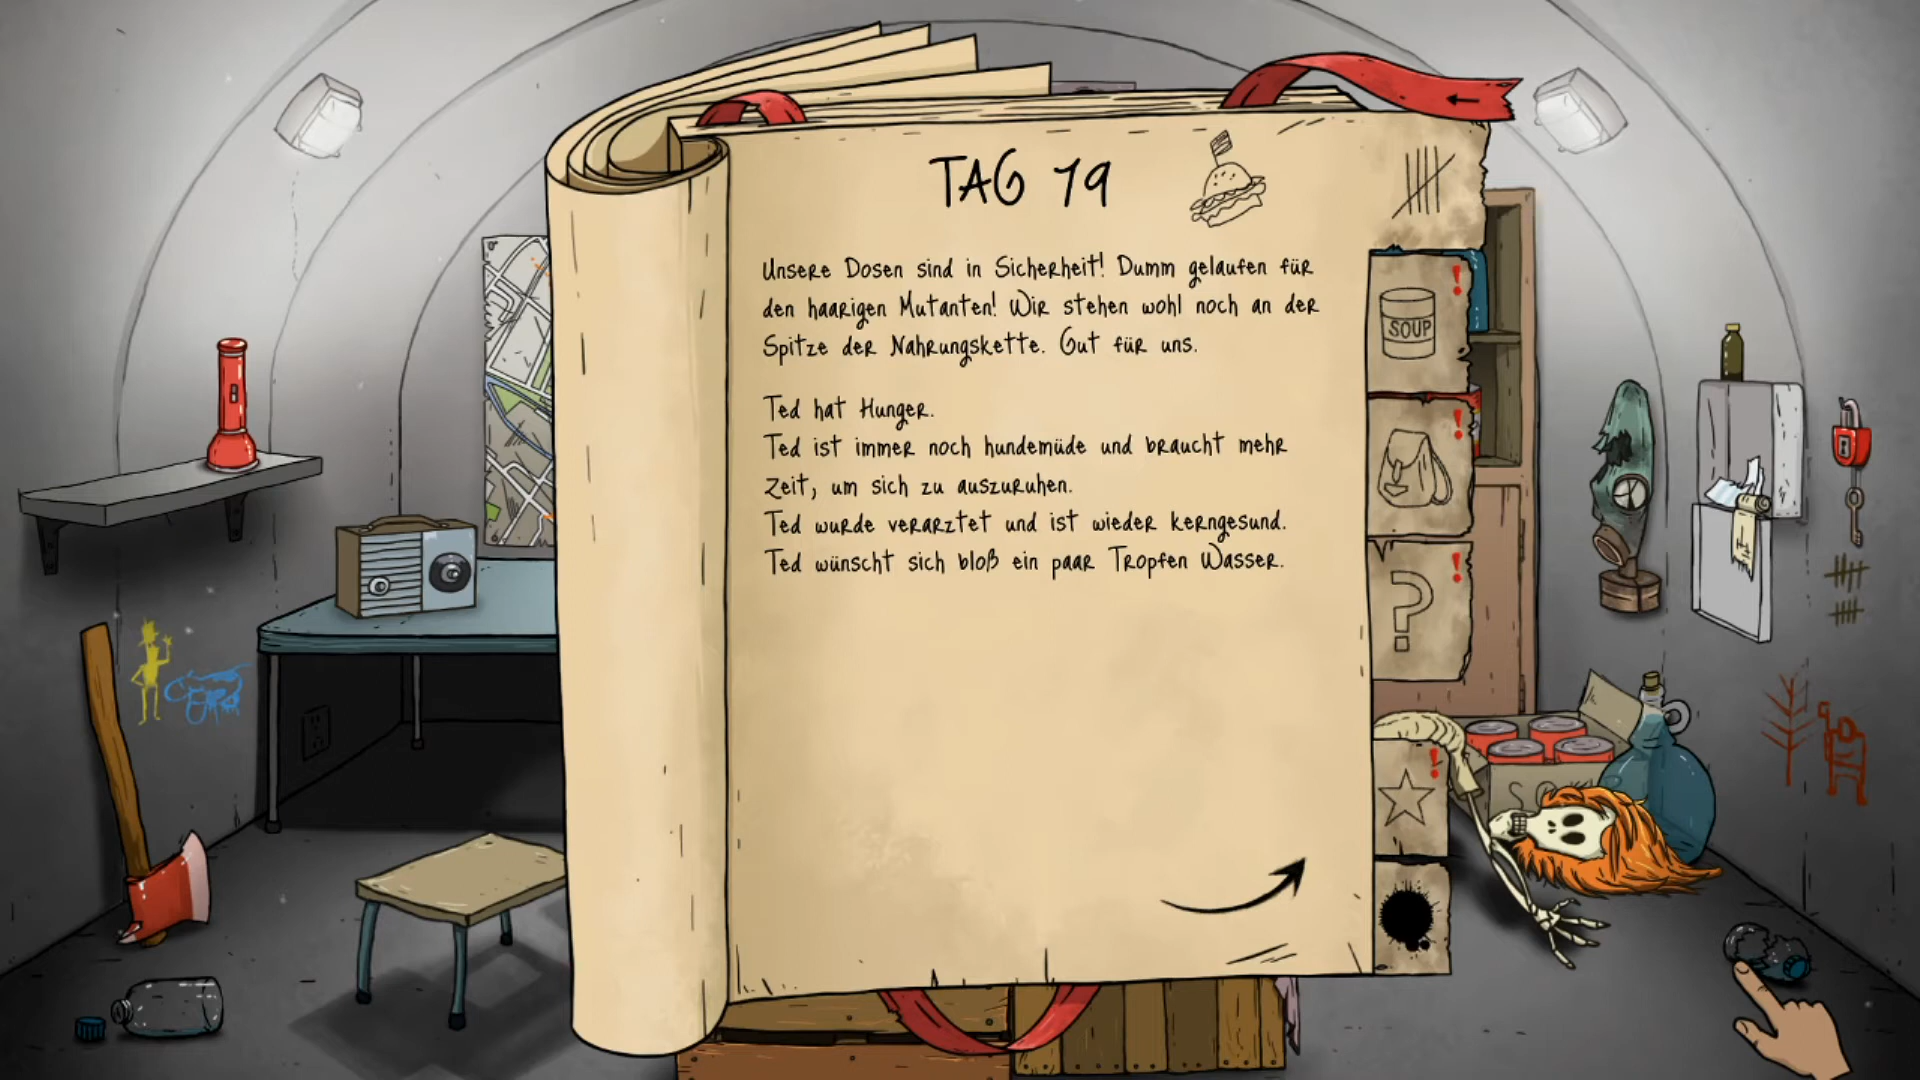 TAG 79
Unsere Dosen sind in Sicherheit! Dumm gelaufen für
den haarigen Mutanten! Wir stehen wohl noch an der
Spitze der Nahrungskette. Gut für uns.
Ted hat Hunger.
Ted ist immer noch hundemüde und braucht mehr
Zeit, um sich zu auszuruhen.
Ted wurde verarztet und ist wieder kerngesund.
Ted wünscht sich bloß ein paar Tropfen Wasser.
!
SOUP
!
!
?
!